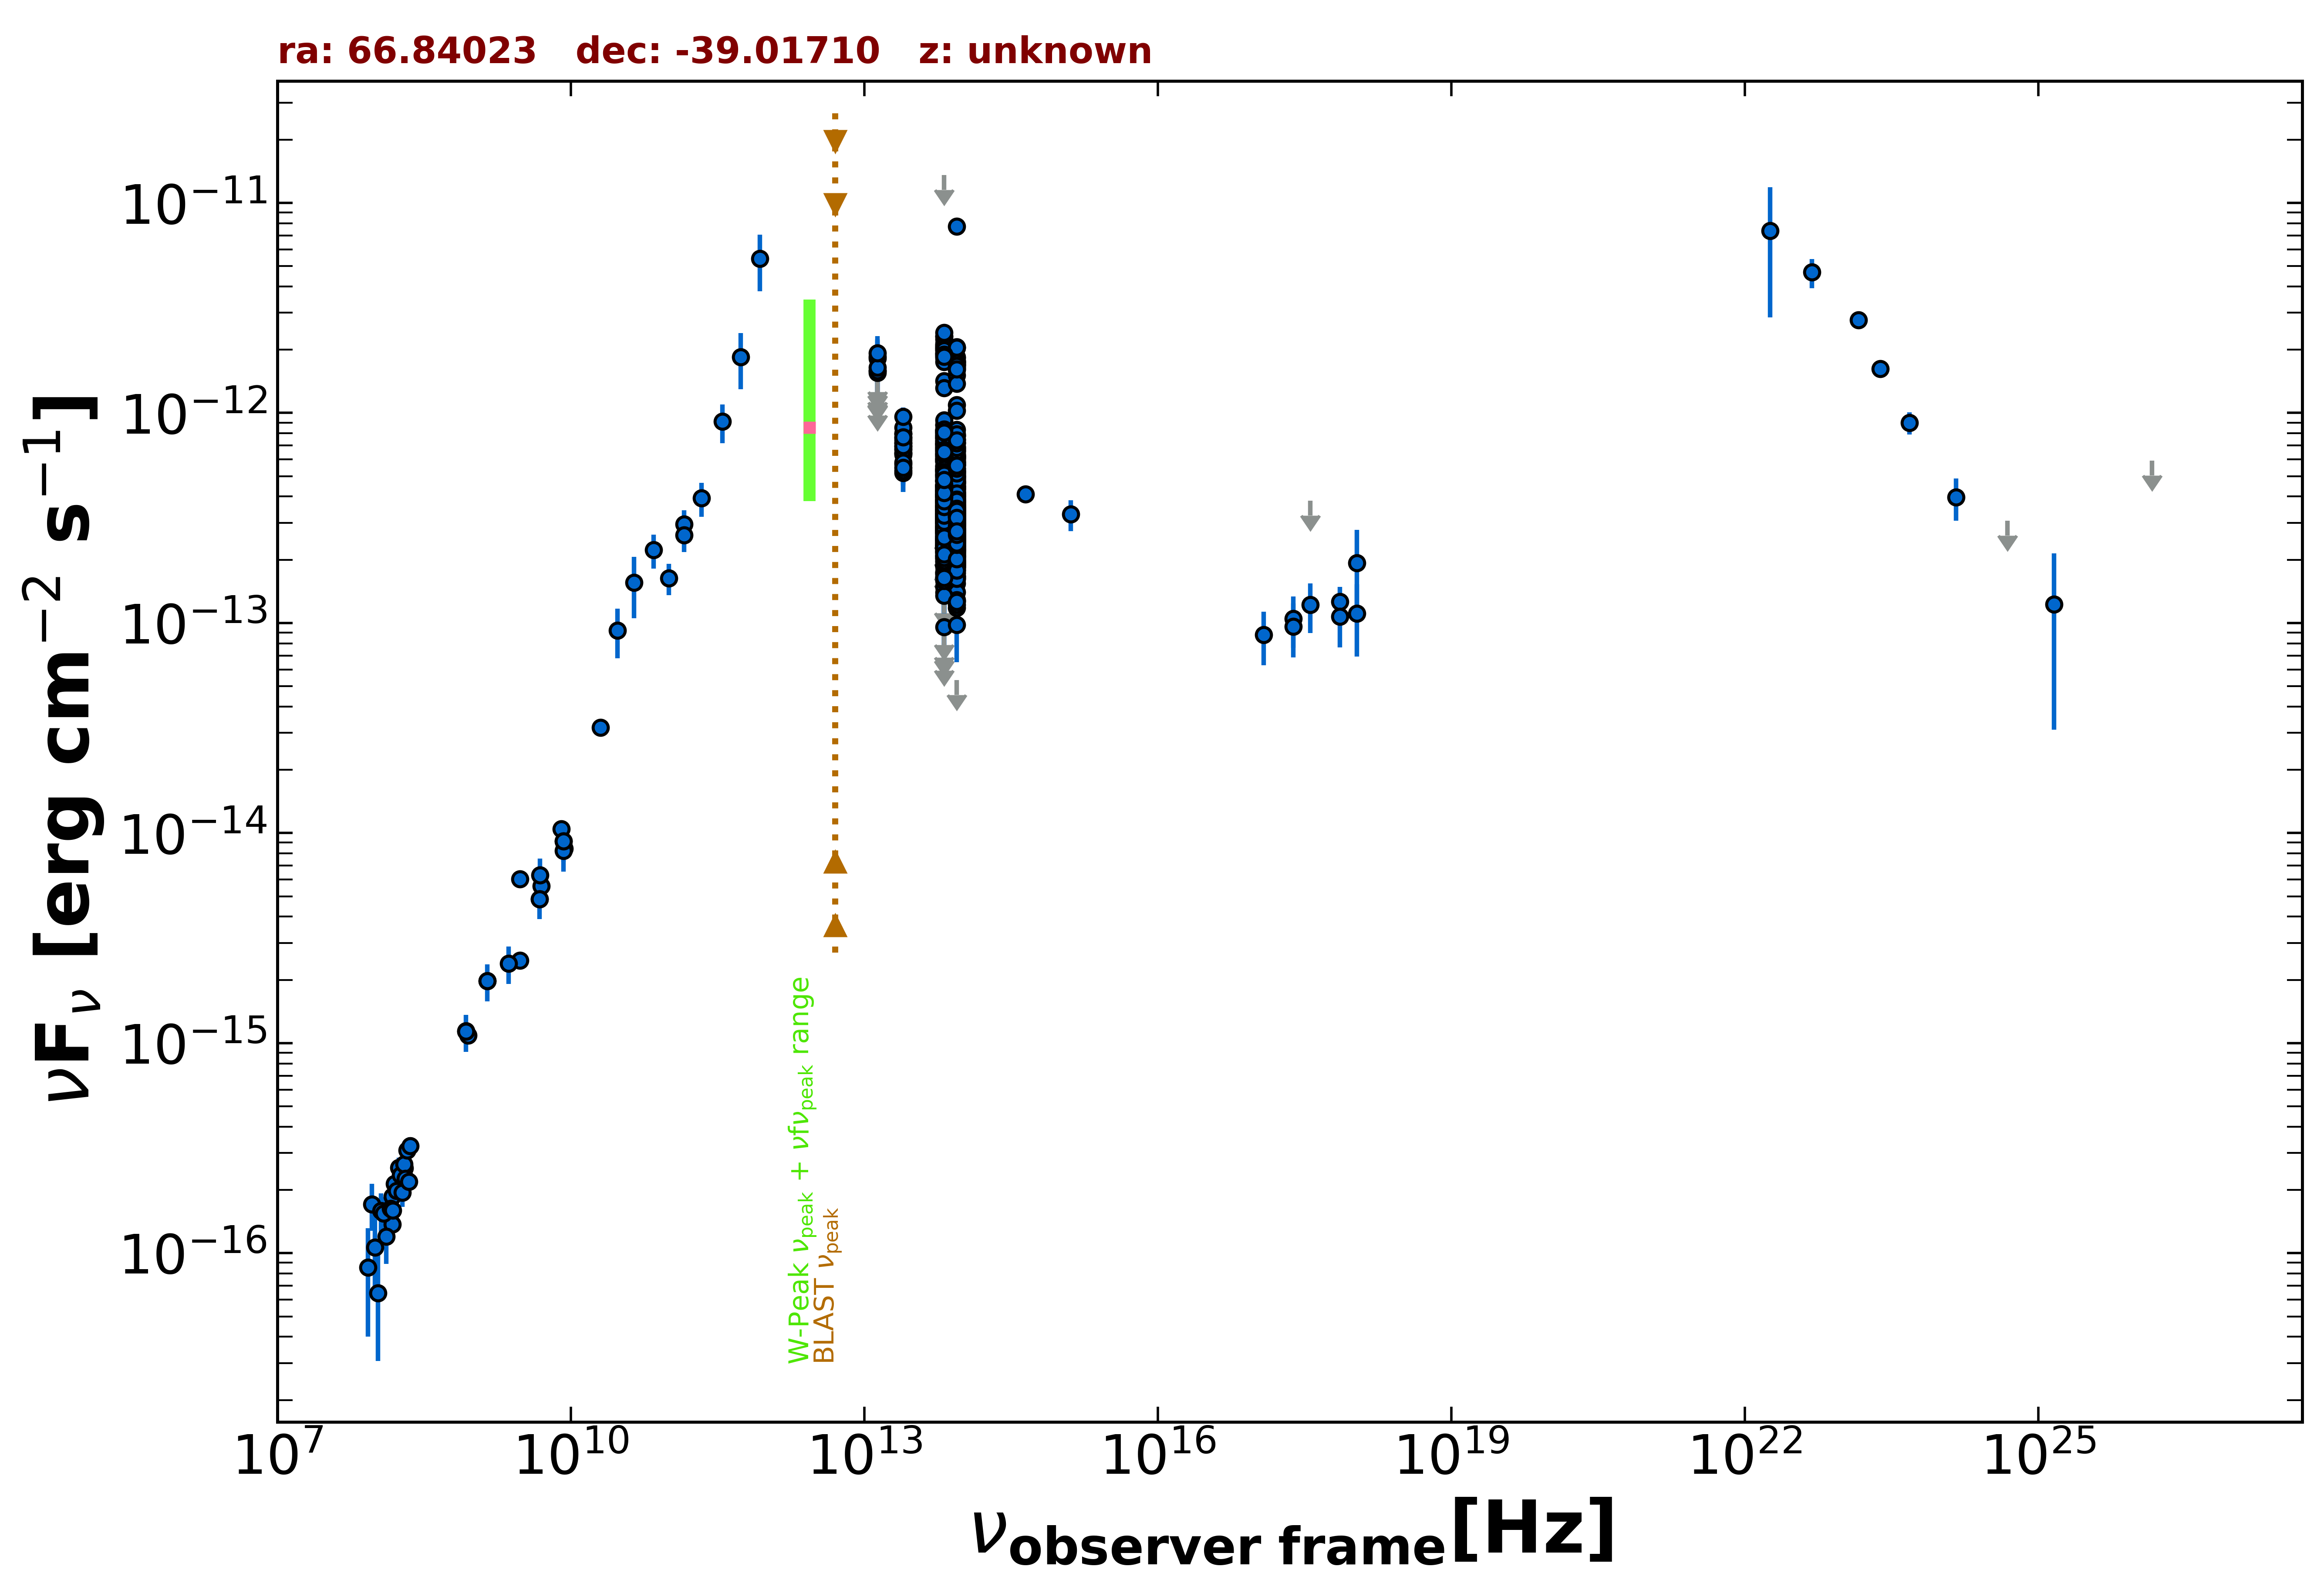 ra: 66.84023   dec: -39.01710   z: unknown
νFν [erg cm−2 s−1]
10−11
10−12
10−13
10−14
10−15
10−16
W-Peak νpeak + νfνpeak range
BLAST νpeak
107 1010 1013 1016 1019 1022 1025
νobserver frame[Hz]